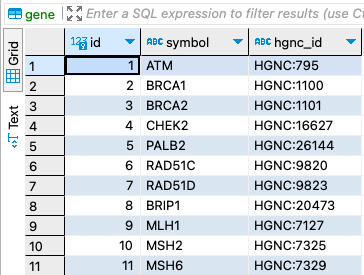 gene Enter a SQL expression to filter results (use Ct
Grid
Text
123 id ABC symbol ABC hgnc_id
1 1 ATM HGNC:795
2 2 BRCA1 HGNC:1100
3 3 BRCA2 HGNC:1101
4 4 CHEK2 HGNC:16627
5 5 PALB2 HGNC:26144
6 6 RAD51C HGNC:9820
7 7 RAD51D HGNC:9823
8 8 BRIP1 HGNC:20473
9 9 MLH1 HGNC:7127
10 10 MSH2 HGNC:7325
11 11 MSH6 HGNC:7329